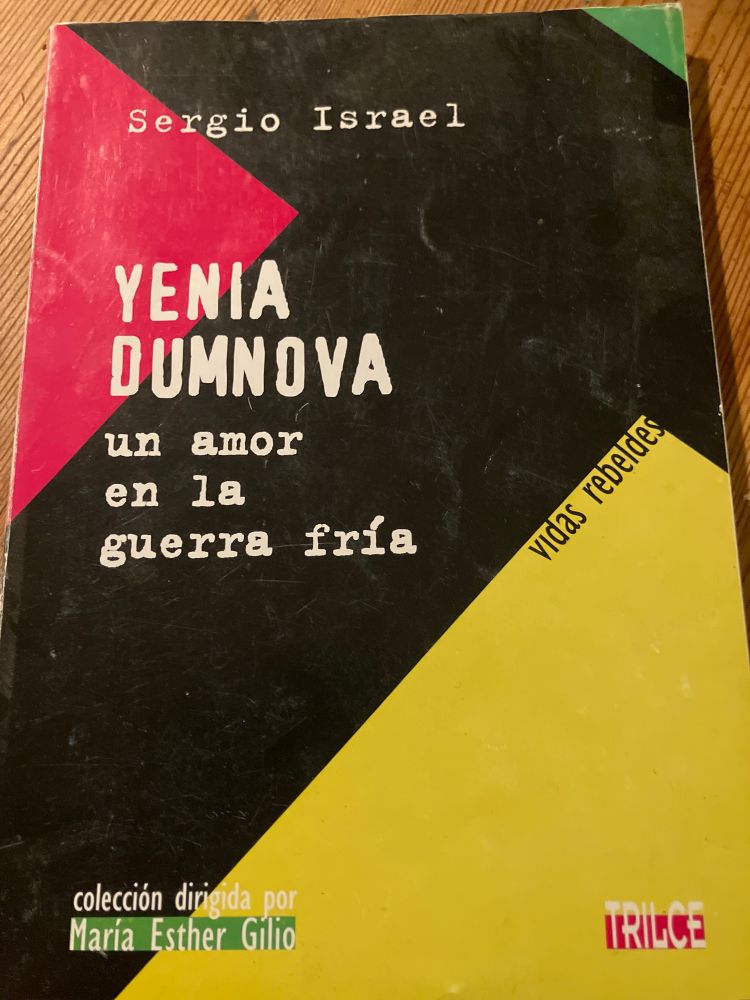 Sergio Israel
YENIA
DUMNOVA
un amor
en la
guerra fría
vidas rebeldes
colección dirigida por
María Esther Gilio
TRILCE